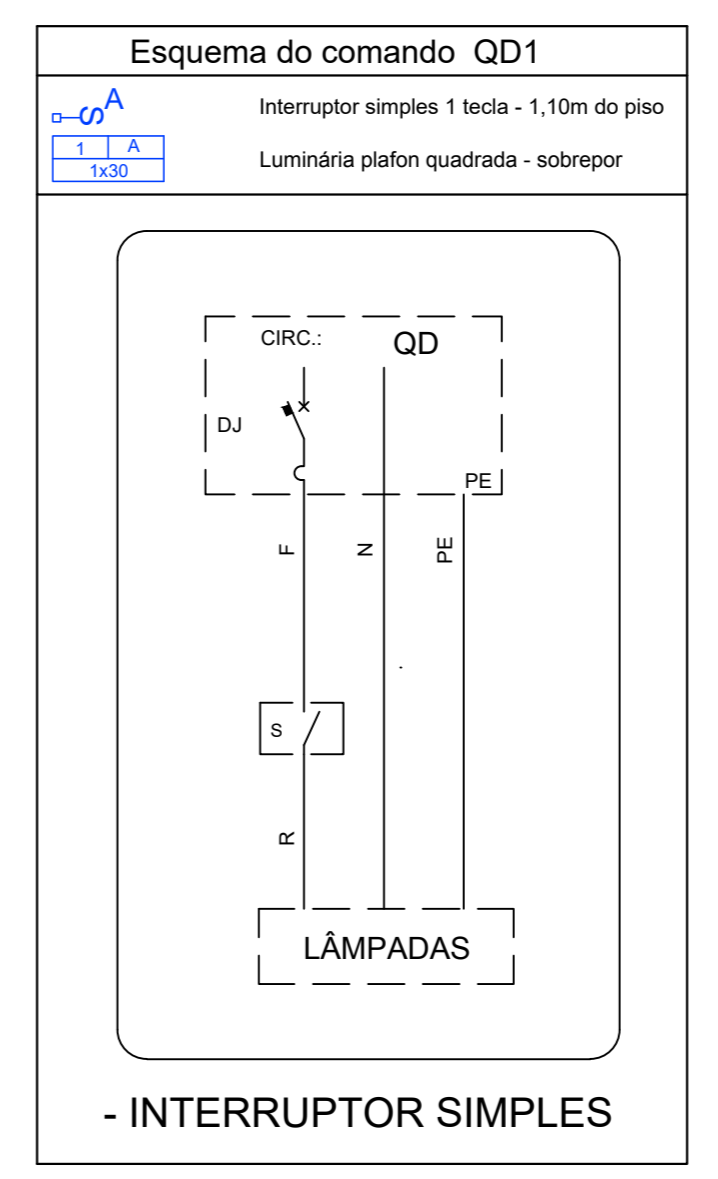 Esquema do comando QD1
A
Interruptor simples 1 tecla - 1,10m do piso
1 A
1x30
Luminária plafon quadrada - sobrepor
CIRC.:
QD
DJ
PE
F
N
PE
S
R
LÂMPADAS
- INTERRUPTOR SIMPLES